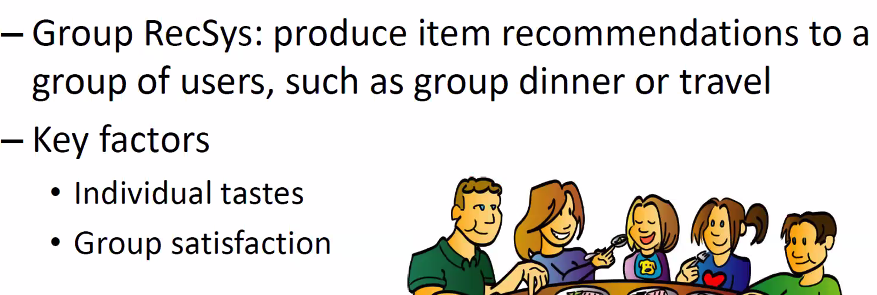 – Group RecSys: produce item recommendations to a
group of users, such as group dinner or travel
– Key factors
• Individual tastes
• Group satisfaction